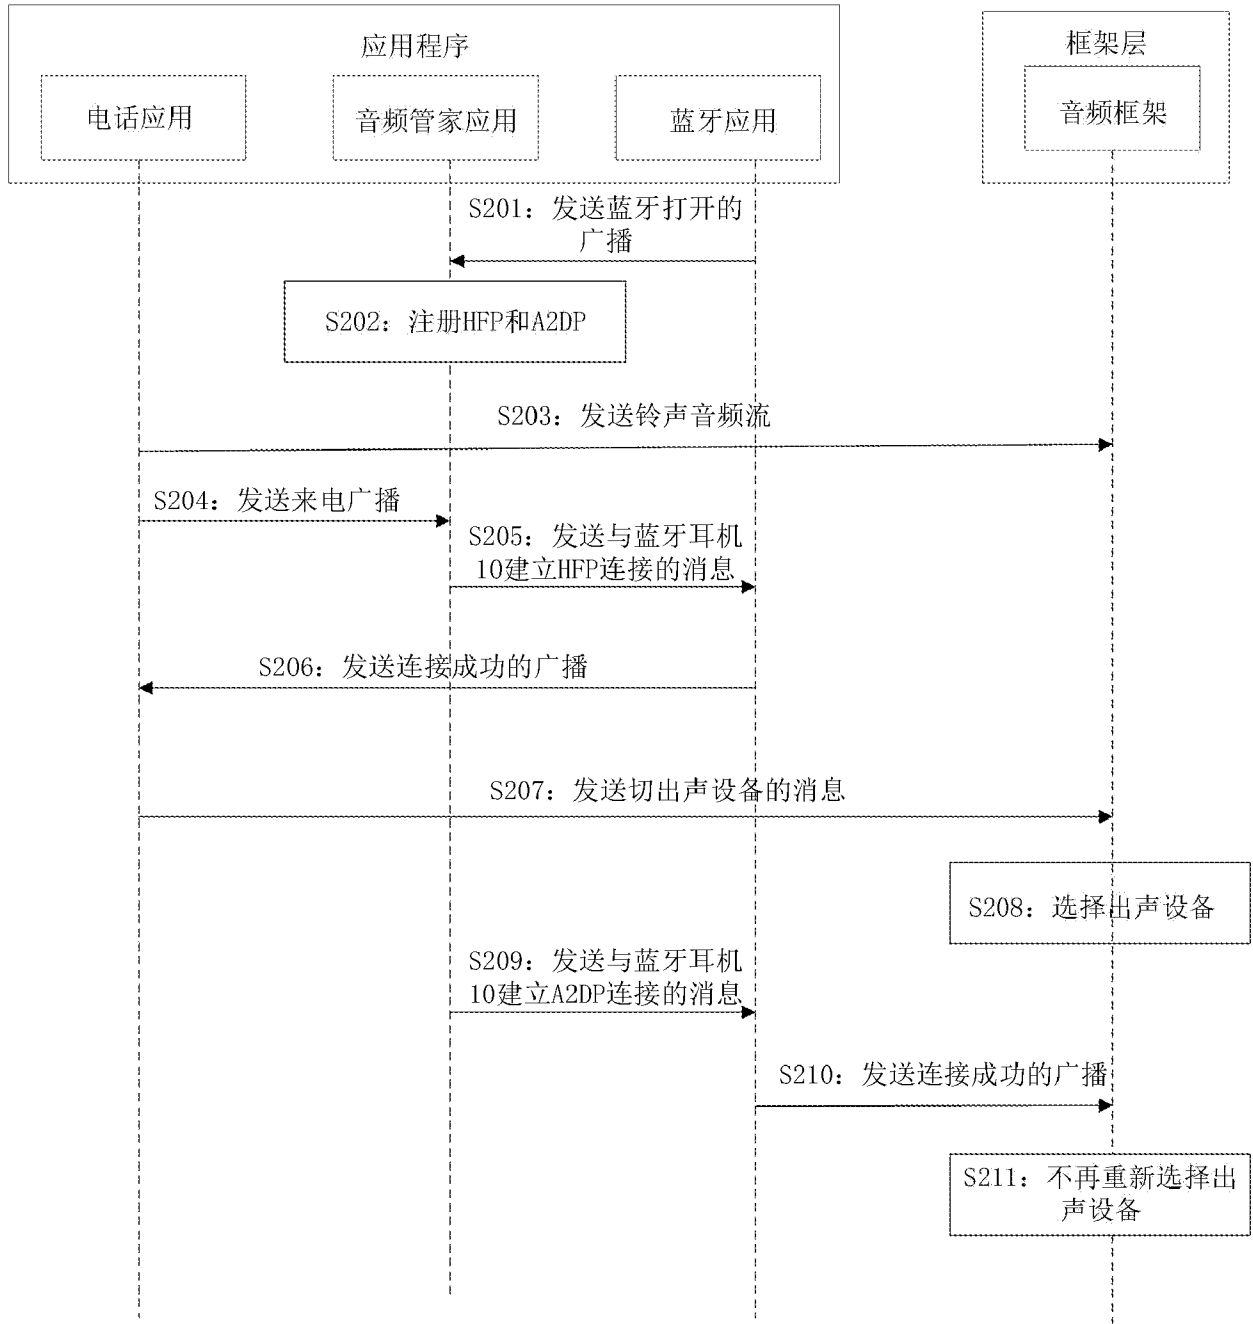 应用程序
框架层
电话应用
音频管家应用
蓝牙应用
音频框架
S201：发送蓝牙打开的
广播
S202：注册HFP和A2DP
S203：发送铃声音频流
S204：发送来电广播
S205：发送与蓝牙耳机
10建立HFP连接的消息
S206：发送连接成功的广播
S207：发送切出声设备的消息
S208：选择出声设备
S209：发送与蓝牙耳机
10建立A2DP连接的消息
S210：发送连接成功的广播
S211：不再重新选择出
声设备